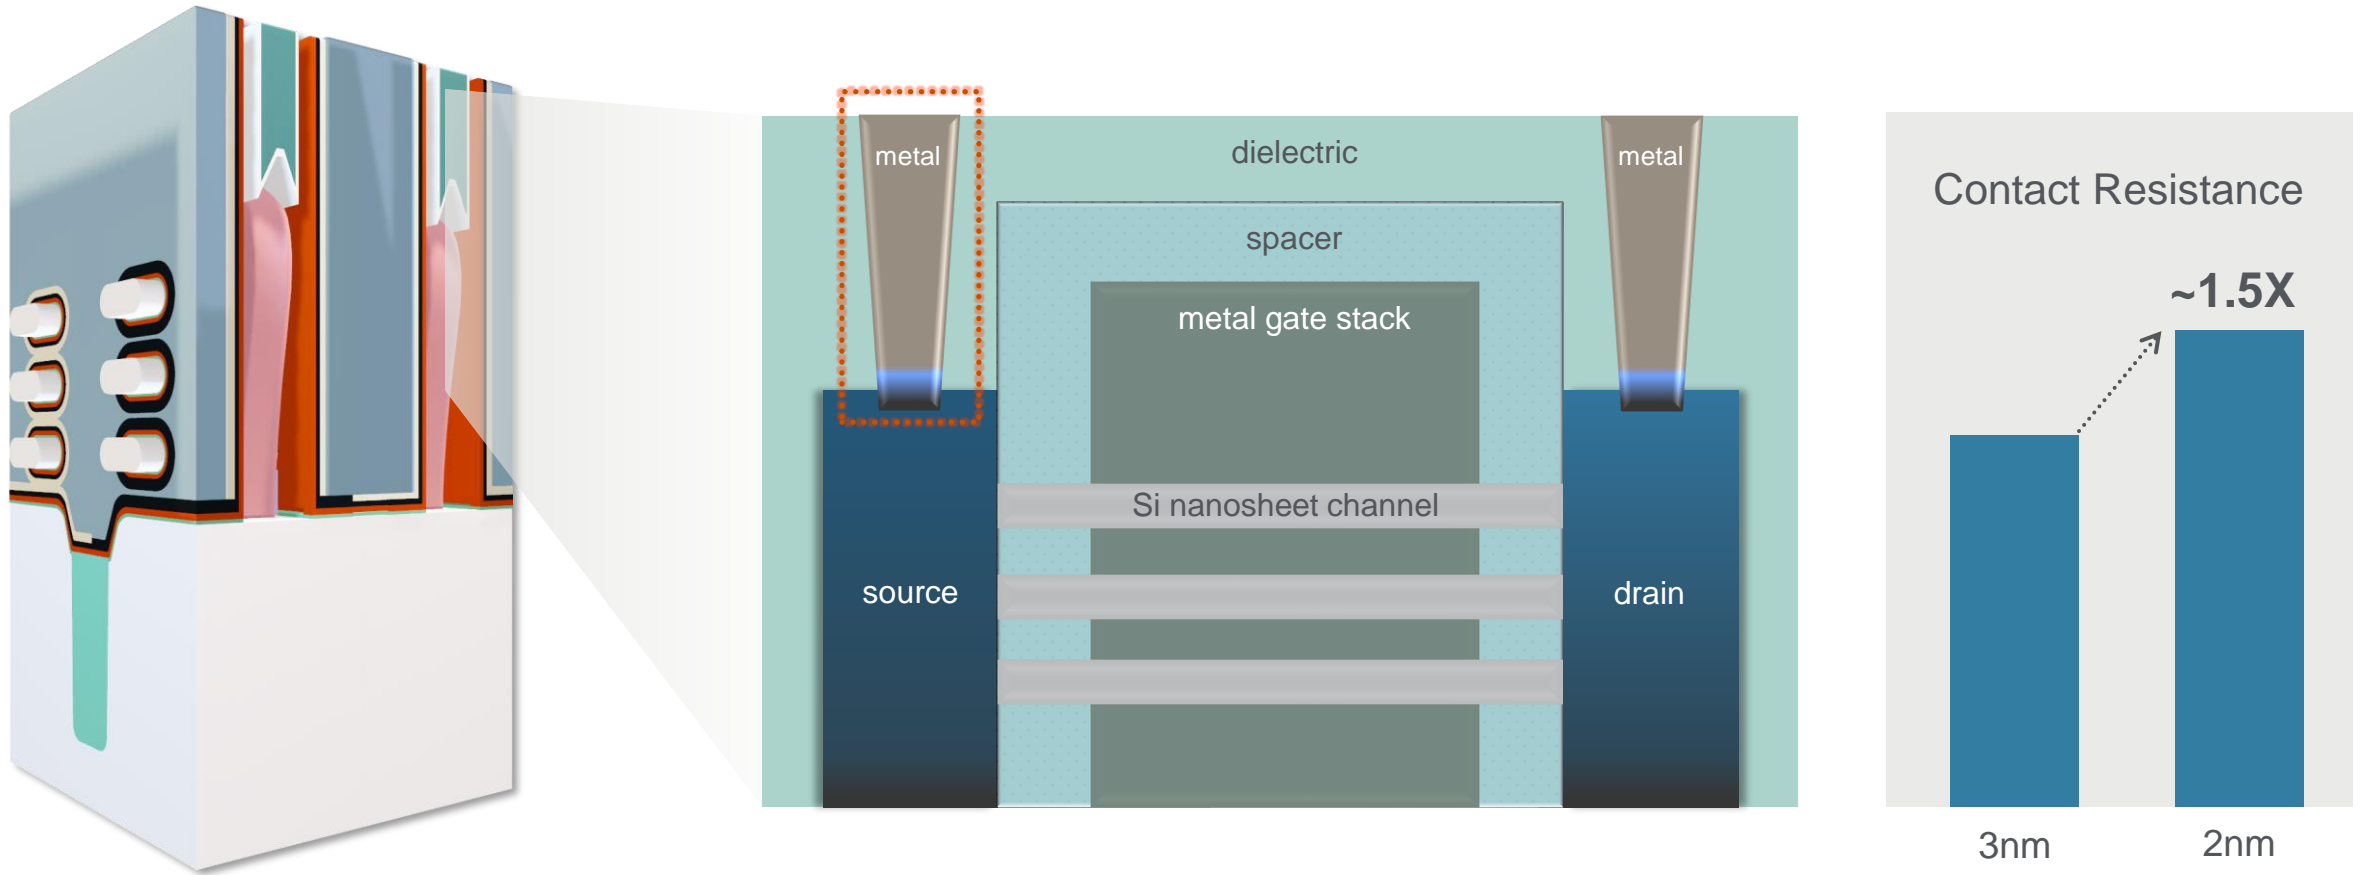 metal
dielectric
metal
spacer
metal gate stack
Si nanosheet channel
source
drain
Contact Resistance
~1.5X
3nm
2nm